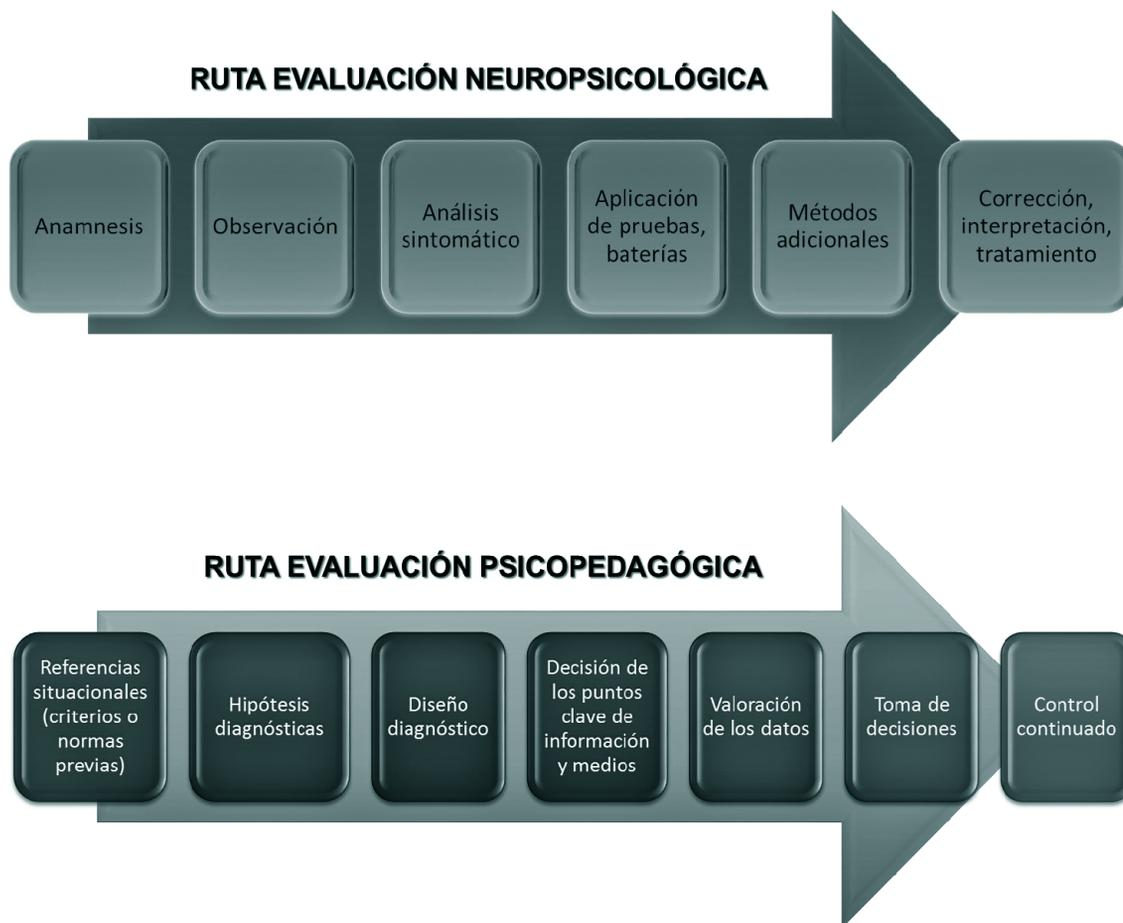 RUTA EVALUACIÓN NEUROPSICOLÓGICA
Anamnesis
Observación
Análisis
sintomático
Aplicación
de pruebas,
baterías
Métodos
adicionales
Corrección,
interpretación,
tratamiento
RUTA EVALUACIÓN PSICOPEDAGÓGICA
Referencias
situacionales
(criterios o
normas
previas)
Hipótesis
diagnósticas
Diseño
diagnóstico
Decisión de
los puntos
clave de
información
y medios
Valoración
de los datos
Toma de
decisiones
Control
continuado